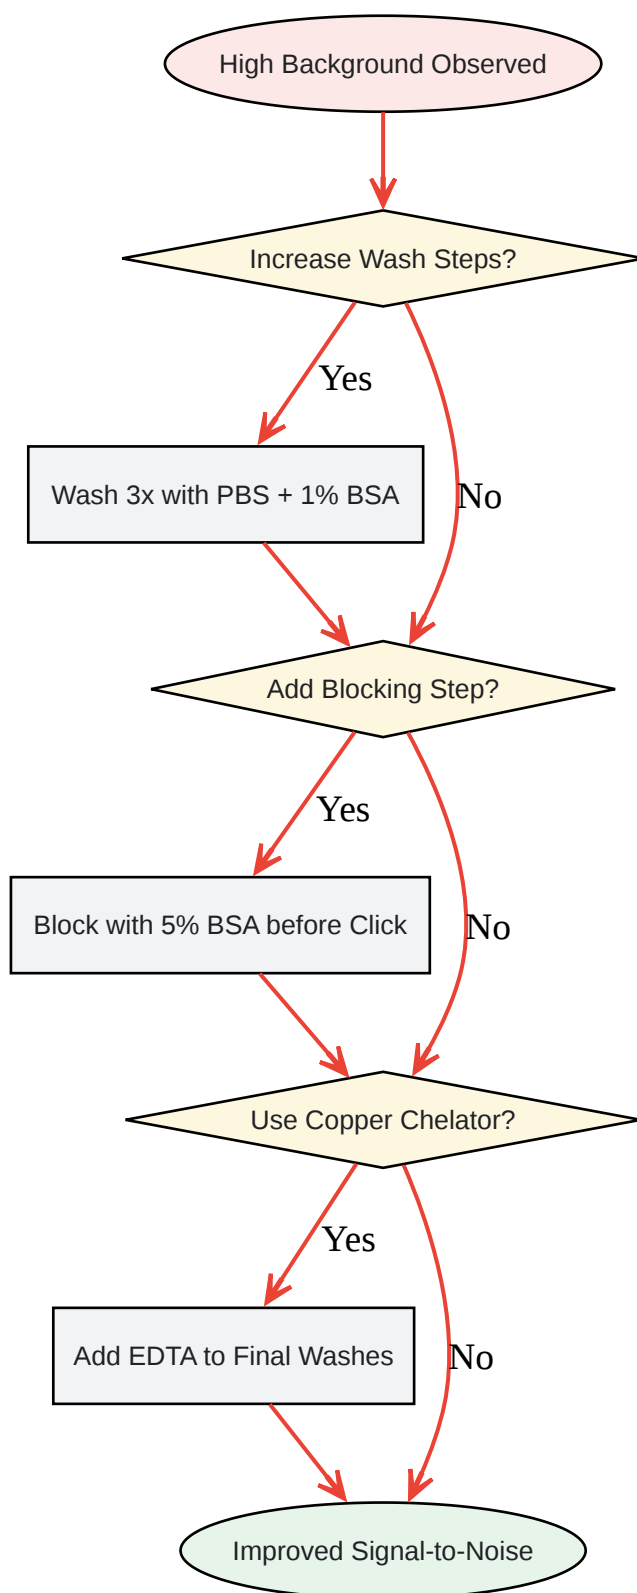 High Background Observed
Increase Wash Steps?
Yes
Wash 3x with PBS + 1% BSA
No
Add Blocking Step?
Yes
Block with 5% BSA before Click
No
Use Copper Chelator?
Yes
Add EDTA to Final Washes
No
Improved Signal-to-Noise